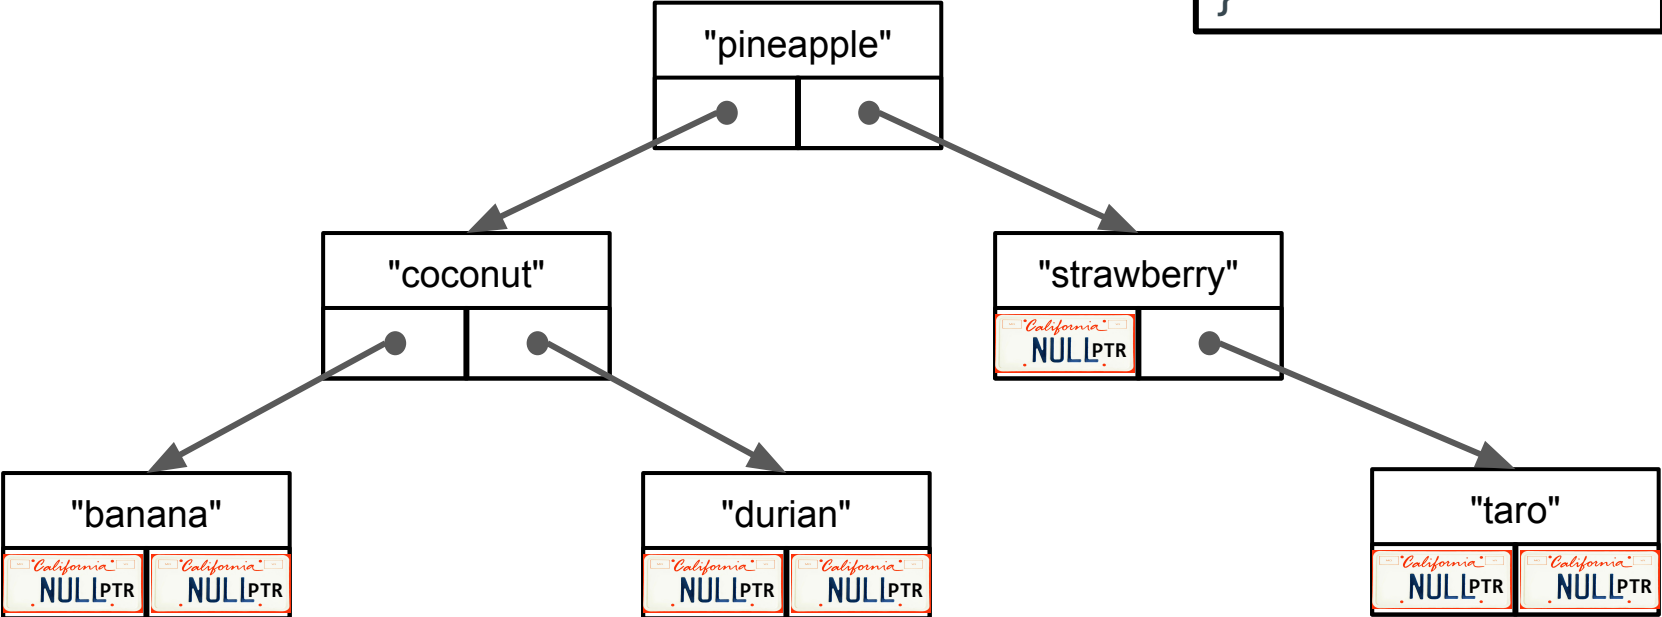 }
"pineapple"
"coconut"
"strawberry"
California
NULLPTR
"banana"
"durian"
"taro"
California California
NULLPTR NULLPTR
California California
NULLPTR NULLPTR
California California
NULLPTR NULLPTR